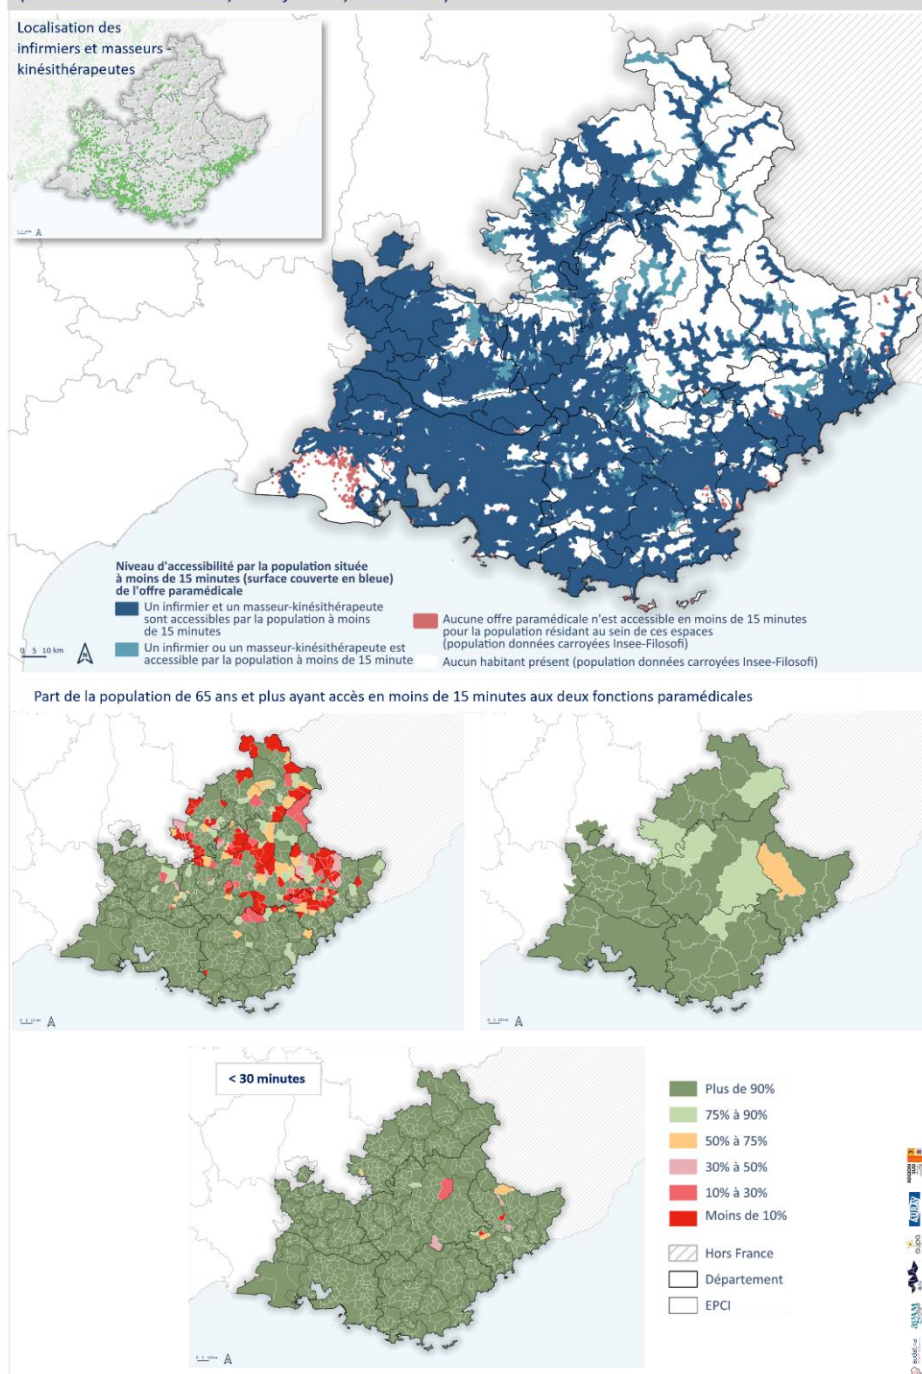 Localisation des
infirmiers et masseurs -
kinésithérapeutes
Niveau d'accessibilité par la population située
à moins de 15 minutes (surface couverte en bleue)
de l'offre paramédicale
Un infirmier et un masseur-kinésithérapeute
sont accessibles par la population à moins
de 15 minutes
Un infirmier ou un masseur-kinésithérapeute est
accessible par la population à moins de 15 minute
Aucune offre paramédicale n'est accessible en moins de 15 minutes
pour la population résidant au sein de ces espaces
(population données carroyées Insee-Filosofi)
Aucun habitant présent (population données carroyées Insee-Filosofi)
0 5 10 km
Part de la population de 65 ans et plus ayant accès en moins de 15 minutes aux deux fonctions paramédicales
< 30 minutes
Plus de 90%
75% à 90%
50% à 75%
30% à 50%
10% à 30%
Moins de 10%
Hors France
Département
EPCI